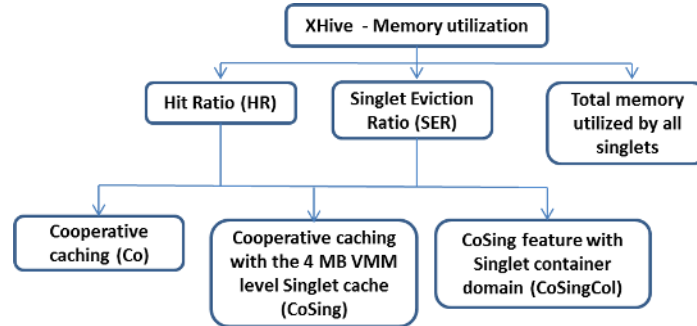 XHive - Memory utilization
Hit Ratio (HR)
Singlet Eviction
Ratio (SER)
Total memory
utilized by all
singlets
Cooperative
caching (Co)
Cooperative caching
with the 4 MB VMM
level Singlet cache
(CoSing)
CoSing feature with
Singlet container
domain (CoSingCol)